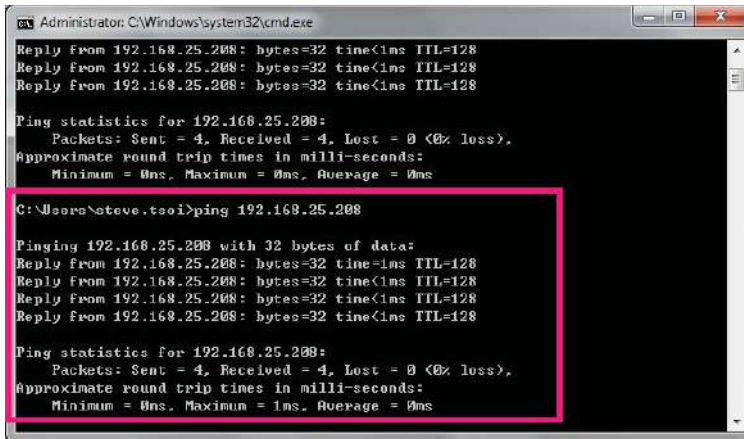 Administrator: C:\Windows\system32\cmd.exe
Reply from 192.168.25.208: bytes=32 time<1ms TTL=128
Reply from 192.168.25.208: bytes=32 time<1ms TTL=128
Reply from 192.168.25.208: bytes=32 time<1ms TTL=128
Ping statistics for 192.168.25.208:
Packets: Sent = 4, Received = 4, Lost = 0 (0% loss),
Approximate round trip times in milli-seconds:
Minimum = 0ms, Maximum = 0ms, Average = 0ms
C:\Users\steve.tsoi>ping 192.168.25.208
Pinging 192.168.25.208 with 32 bytes of data:
Reply from 192.168.25.208: bytes=32 time=1ms TTL=128
Reply from 192.168.25.208: bytes=32 time<1ms TTL=128
Reply from 192.168.25.208: bytes=32 time<1ms TTL=128
Reply from 192.168.25.208: bytes=32 time<1ms TTL=128
Ping statistics for 192.168.25.208:
Packets: Sent = 4, Received = 4, Lost = 0 (0% loss),
Approximate round trip times in milli-seconds:
Minimum = 0ms, Maximum = 1ms, Average = 0ms